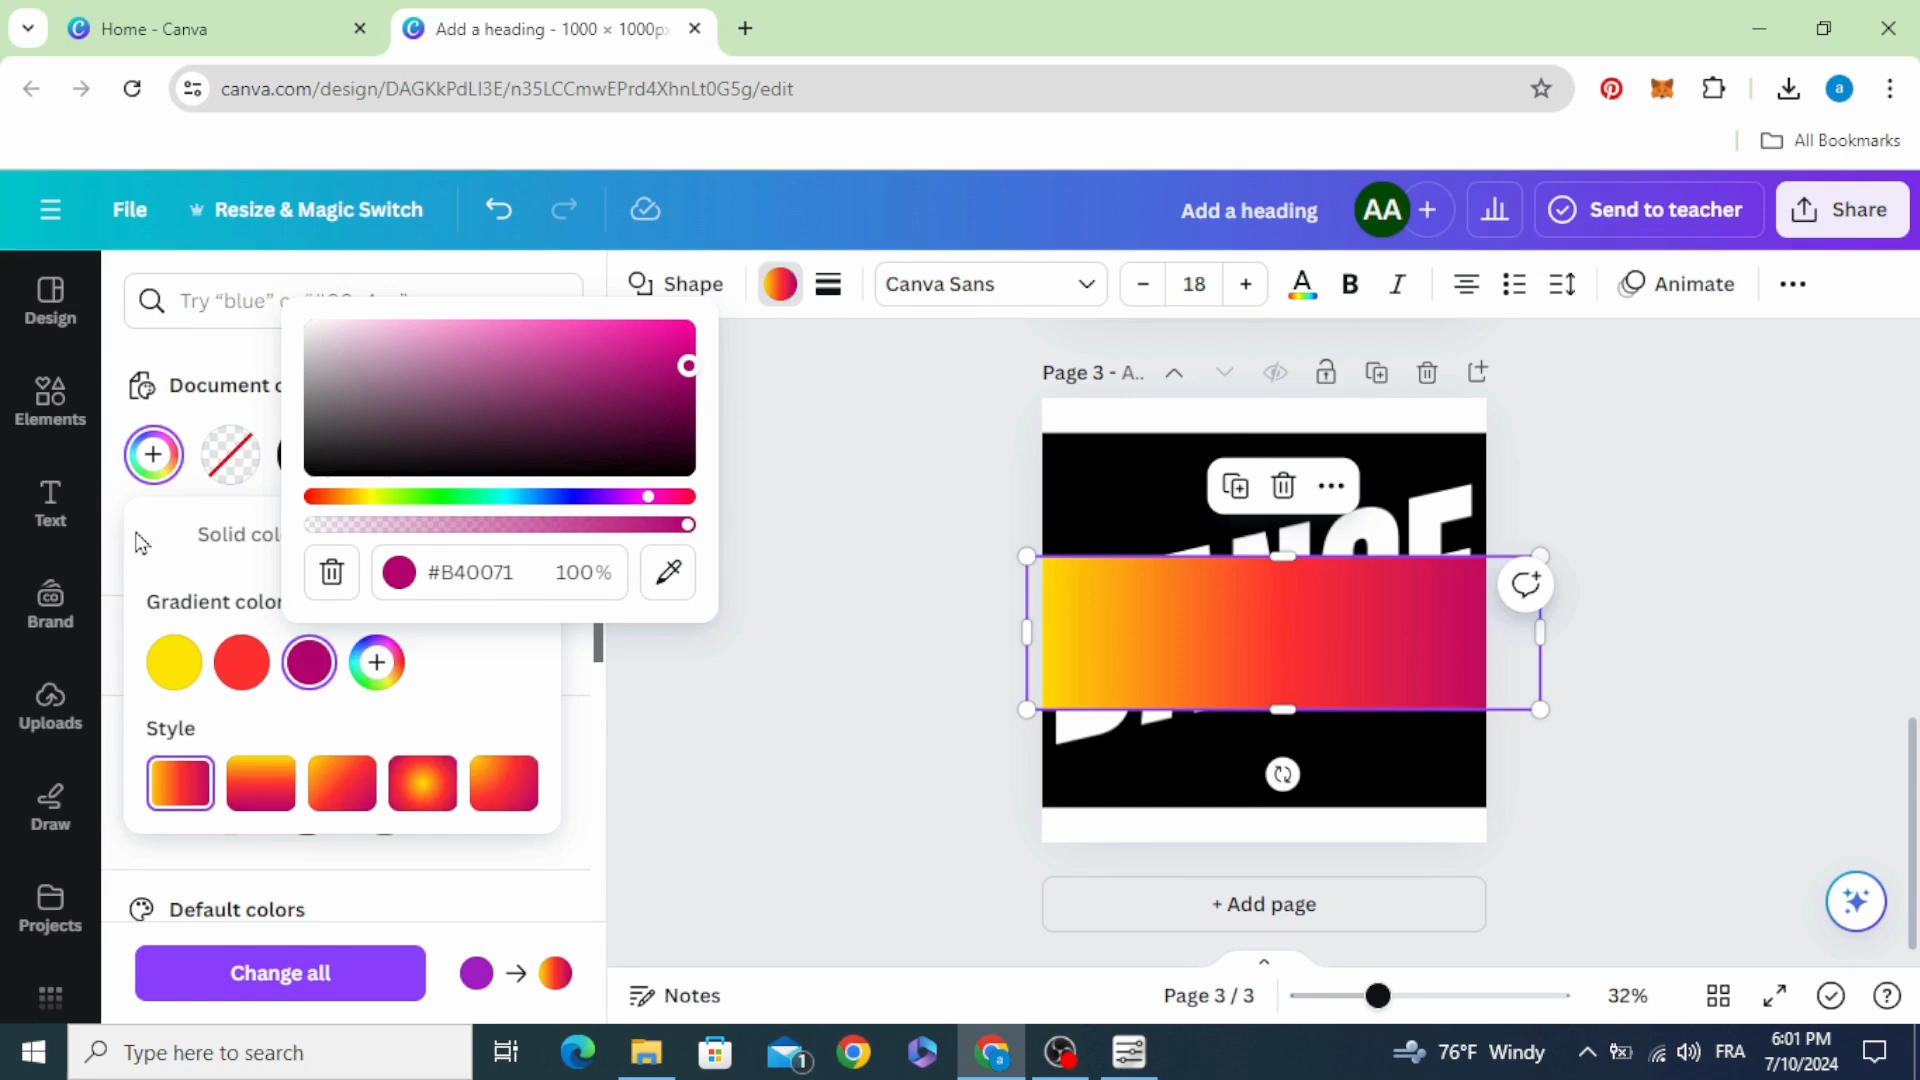 Home - Canva
Add a heading - 1000 × 1000px
canva.com/design/DAGKkPdLI3E/n35LCCmwEPrd4XhnLt0G5g/edit
a
All Bookmarks
File
Resize & Magic Switch
Add a heading
AA
Send to teacher
Share
Design
Elements
Text
Brand
Uploads
Draw
Projects
Try “blue”
Document c
Solid col
Gradient color
#B40071
100%
Style
Default colors
Change all
Shape
Canva Sans
18
A
B
I
Animate
Page 3 - A..
+ Add page
Notes
Page 3 / 3
32%
Type here to search
1
76°F Windy
FRA
6:01 PM
7/10/2024